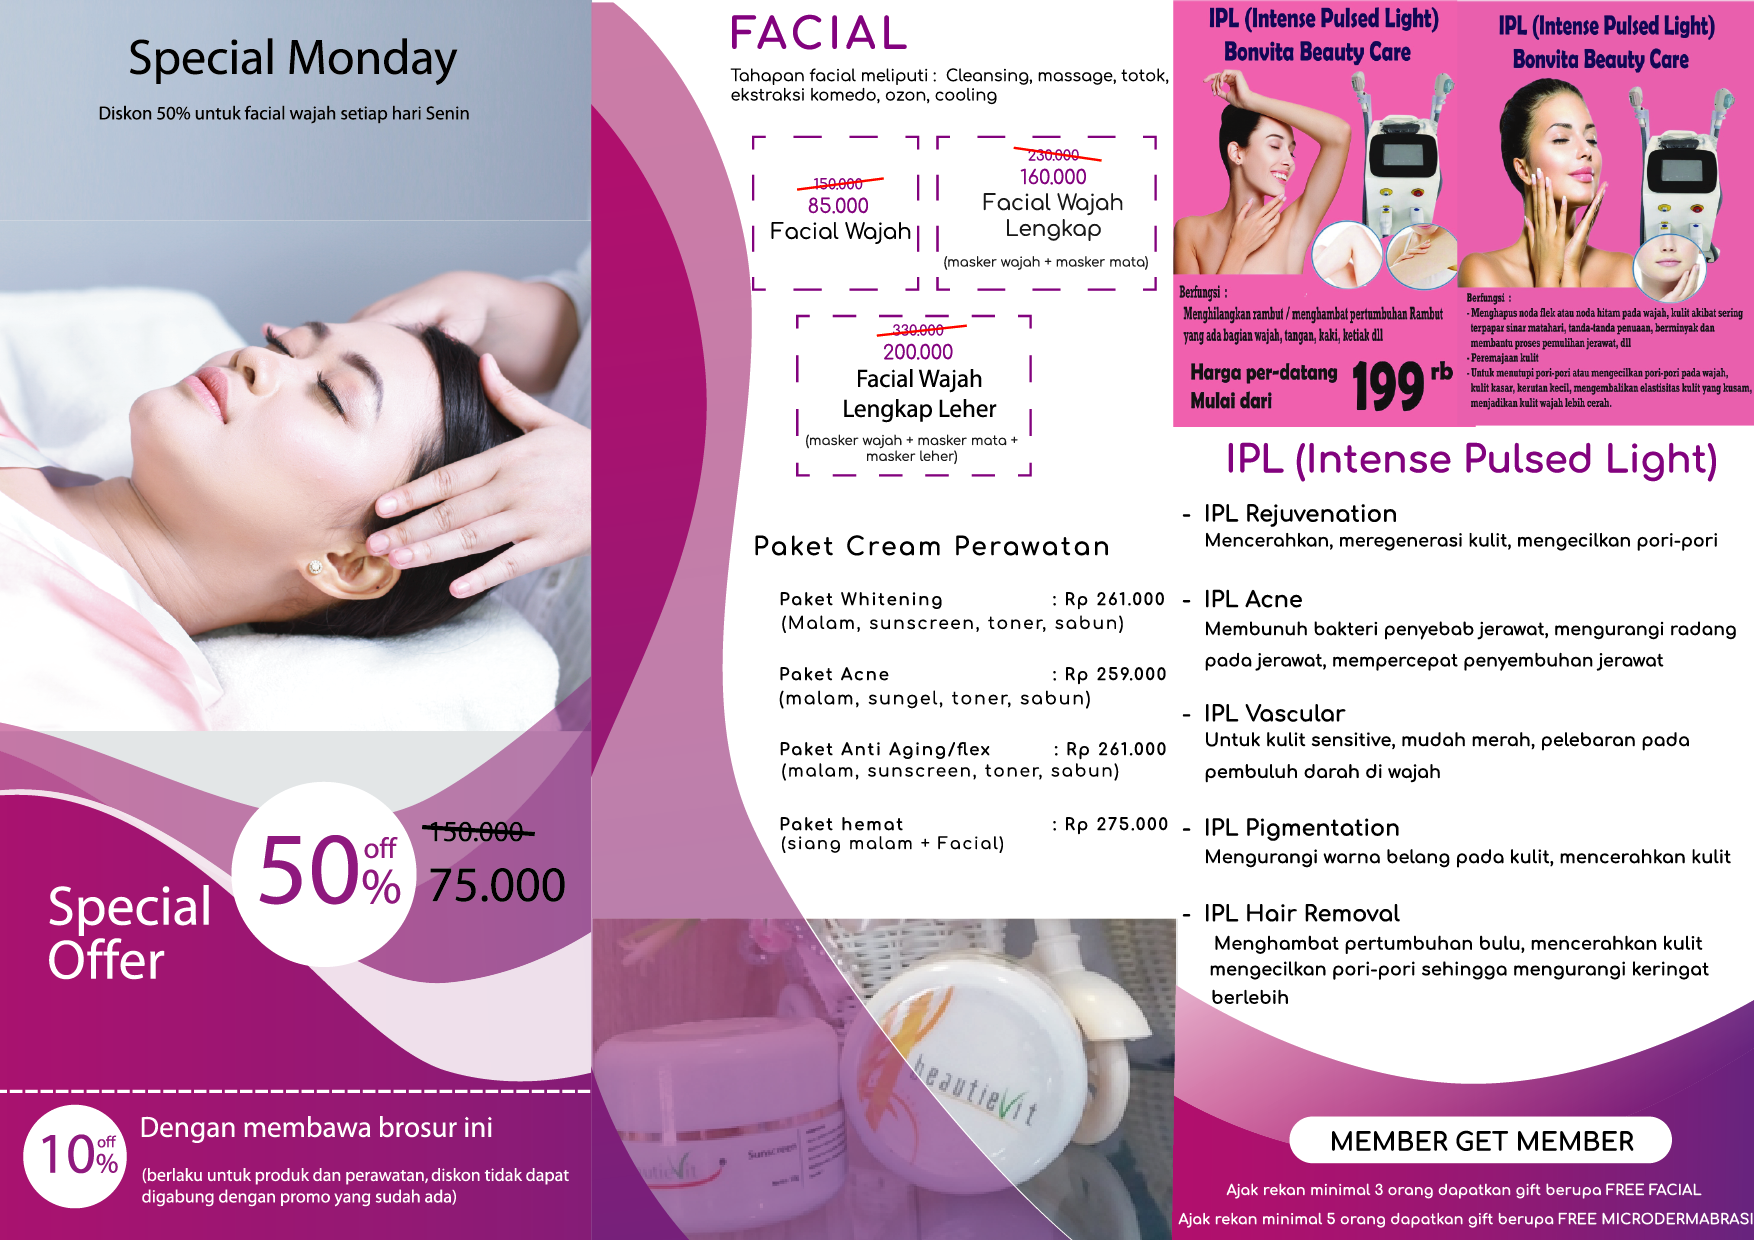 Special Monday
Diskon 50% untuk facial wajah setiap hari Senin
Special
Offer
50 off
%
150.000
75.000
10 off
%
Dengan membawa brosur ini
(berlaku untuk produk dan perawatan, diskon tidak dapat
digabung dengan promo yang sudah ada)
FACIAL
Tahapan facial meliputi : Cleansing, massage, totok,
ekstraksi komedo, ozon, cooling
150.000
85.000
Facial Wajah
230.000
160.000
Facial Wajah
Lengkap
(masker wajah + masker mata)
330.000
200.000
Facial Wajah
Lengkap Leher
(masker wajah + masker mata +
masker leher)
Paket Cream Perawatan
Paket Whitening : Rp 261.000
(Malam, sunscreen, toner, sabun)
Paket Acne : Rp 259.000
(malam, sungel, toner, sabun)
Paket Anti Aging/flex : Rp 261.000
(malam, sunscreen, toner, sabun)
Paket hemat : Rp 275.000
(siang malam + Facial)
beautieVit
utieVit
Sunscreen
IPL (Intense Pulsed Light)
Bonvita Beauty Care
Berfungsi :
Menghilangkan rambut / menghambat pertumbuhan Rambut
yang ada bagian wajah, tangan, kaki, ketiak dll
Harga per-datang
Mulai dari
199 rb
IPL (Intense Pulsed Light)
Bonvita Beauty Care
Berfungsi :
- Menghapus noda flek atau noda hitam pada wajah, kulit akibat sering
terpapar sinar matahari, tanda-tanda penuaan, berminyak dan
membantu proses pemulihan jerawat, dll
- Peremajaan kulit
- Untuk menutupi pori-pori atau mengecilkan pori-pori pada wajah,
kulit kasar, kerutan kecil, mengembalikan elastisitas kulit yang kusam,
menjadikan kulit wajah lebih cerah.
IPL (Intense Pulsed Light)
- IPL Rejuvenation
Mencerahkan, meregenerasi kulit, mengecilkan pori-pori
- IPL Acne
Membunuh bakteri penyebab jerawat, mengurangi radang
pada jerawat, mempercepat penyembuhan jerawat
- IPL Vascular
Untuk kulit sensitive, mudah merah, pelebaran pada
pembuluh darah di wajah
- IPL Pigmentation
Mengurangi warna belang pada kulit, mencerahkan kulit
- IPL Hair Removal
Menghambat pertumbuhan bulu, mencerahkan kulit
mengecilkan pori-pori sehingga mengurangi keringat
berlebih
MEMBER GET MEMBER
Ajak rekan minimal 3 orang dapatkan gift berupa FREE FACIAL
Ajak rekan minimal 5 orang dapatkan gift berupa FREE MICRODERMABRASI